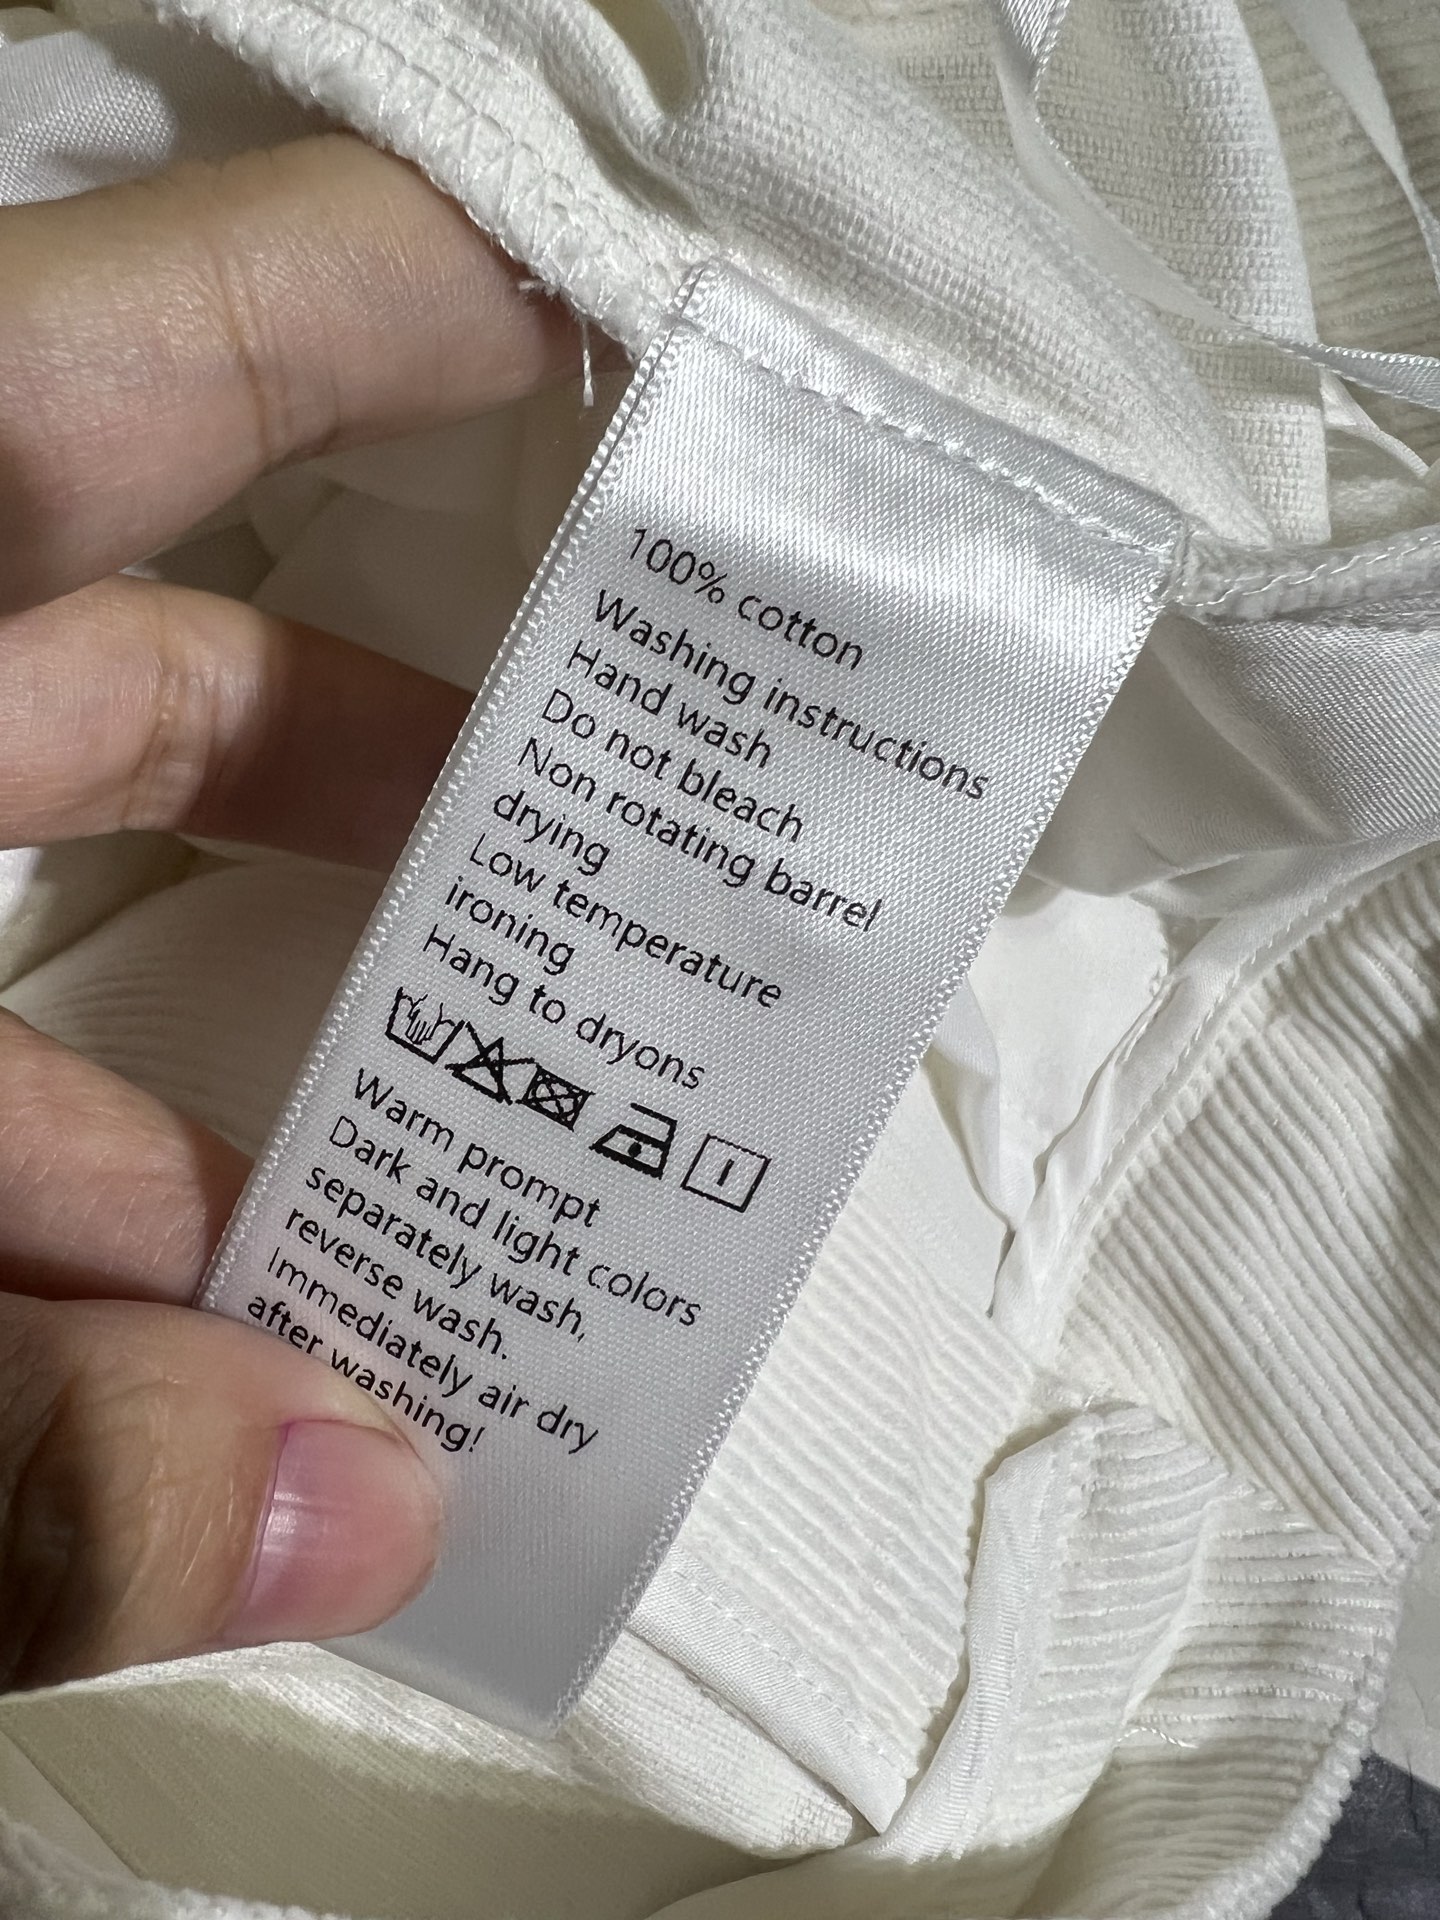 100% cotton
Washing instructions
Hand wash
Do not bleach
Non rotating barrel
drying
Low temperature
ironing
Hang to dryons
Warm prompt
Dark and light colors
separately wash,
reverse wash.
Immediately air dry
after washing!